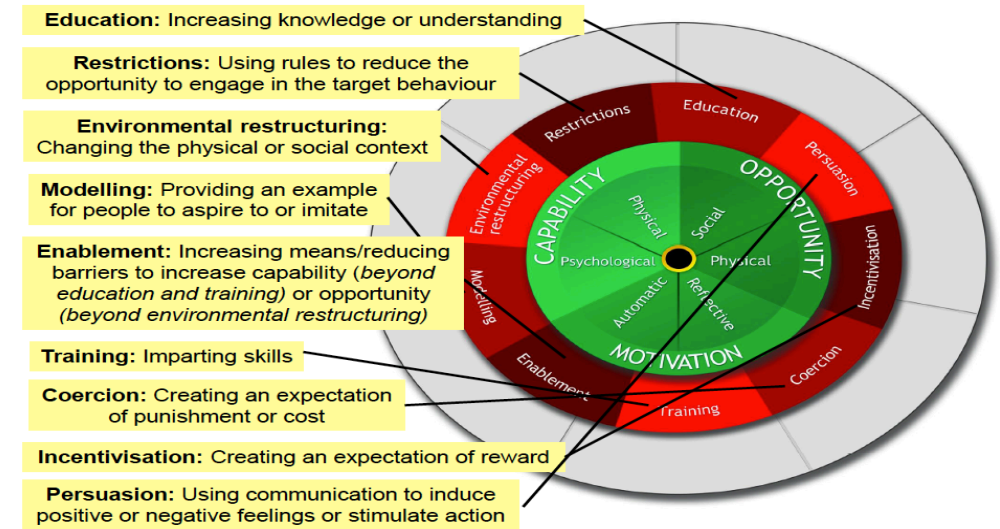 Education: Increasing knowledge or understanding
Restrictions: Using rules to reduce the
opportunity to engage in the target behaviour
Environmental restructuring:
Changing the physical or social context
Modelling: Providing an example
for people to aspire to or imitate
Enablement: Increasing means/reducing
barriers to increase capability (beyond
education and training) or opportunity
(beyond environmental restructuring)
Training: Imparting skills
Coercion: Creating an expectation
of punishment or cost
Incentivisation: Creating an expectation of reward
Persuasion: Using communication to induce
positive or negative feelings or stimulate action
Education
Persuasion
Incentivisation
Coercion
Training
Enablement
Modelling
Environmental
restructuring
Restrictions
CAPABILITY
Physical
Psychological
OPPORTUNITY
Social
Physical
MOTIVATION
Automatic
Reflective